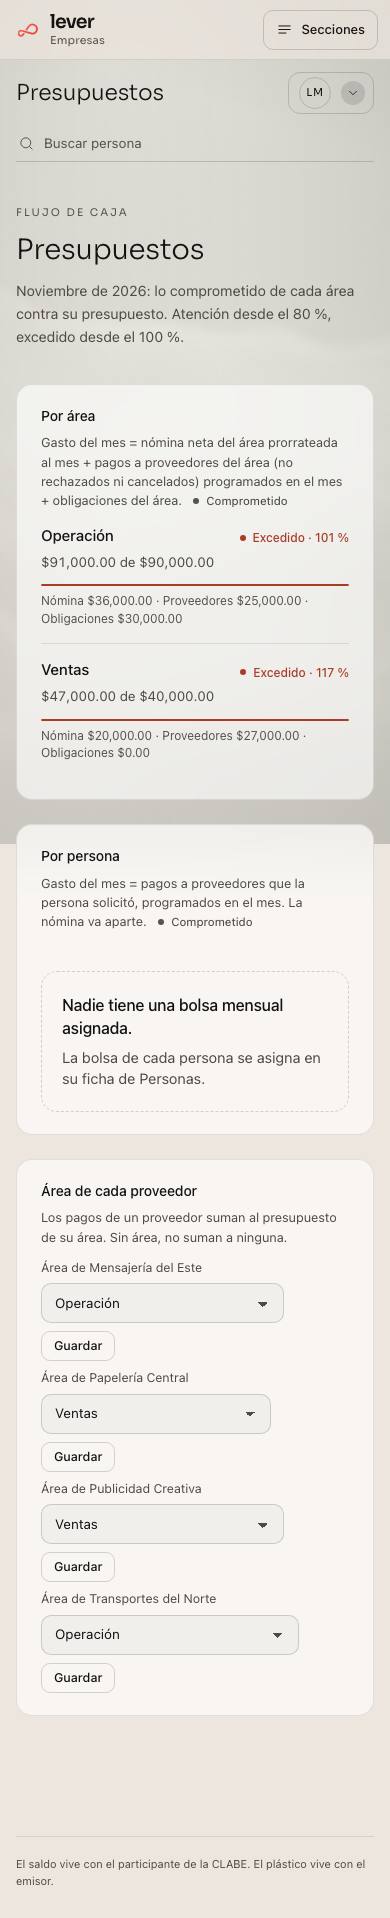 lever
Empresas
Secciones
Presupuestos
LM
Buscar persona
FLUJO DE CAJA
Presupuestos
Noviembre de 2026: lo comprometido de cada área
contra su presupuesto. Atención desde el 80 %,
excedido desde el 100 %.
Por área
Gasto del mes = nómina neta del área prorrateada
al mes + pagos a proveedores del área (no
rechazados ni cancelados) programados en el mes
+ obligaciones del área. Comprometido
Operación Excedido · 101 %
$91,000.00 de $90,000.00
Nómina $36,000.00 · Proveedores $25,000.00 ·
Obligaciones $30,000.00
Ventas Excedido · 117 %
$47,000.00 de $40,000.00
Nómina $20,000.00 · Proveedores $27,000.00 ·
Obligaciones $0.00
Por persona
Gasto del mes = pagos a proveedores que la
persona solicitó, programados en el mes. La
nómina va aparte. Comprometido
Nadie tiene una bolsa mensual
asignada.
La bolsa de cada persona se asigna en
su ficha de Personas.
Área de cada proveedor
Los pagos de un proveedor suman al presupuesto
de su área. Sin área, no suman a ninguna.
Área de Mensajería del Este
Operación
Guardar
Área de Papelería Central
Ventas
Guardar
Área de Publicidad Creativa
Ventas
Guardar
Área de Transportes del Norte
Operación
Guardar
El saldo vive con el participante de la CLABE. El plástico vive con el
emisor.